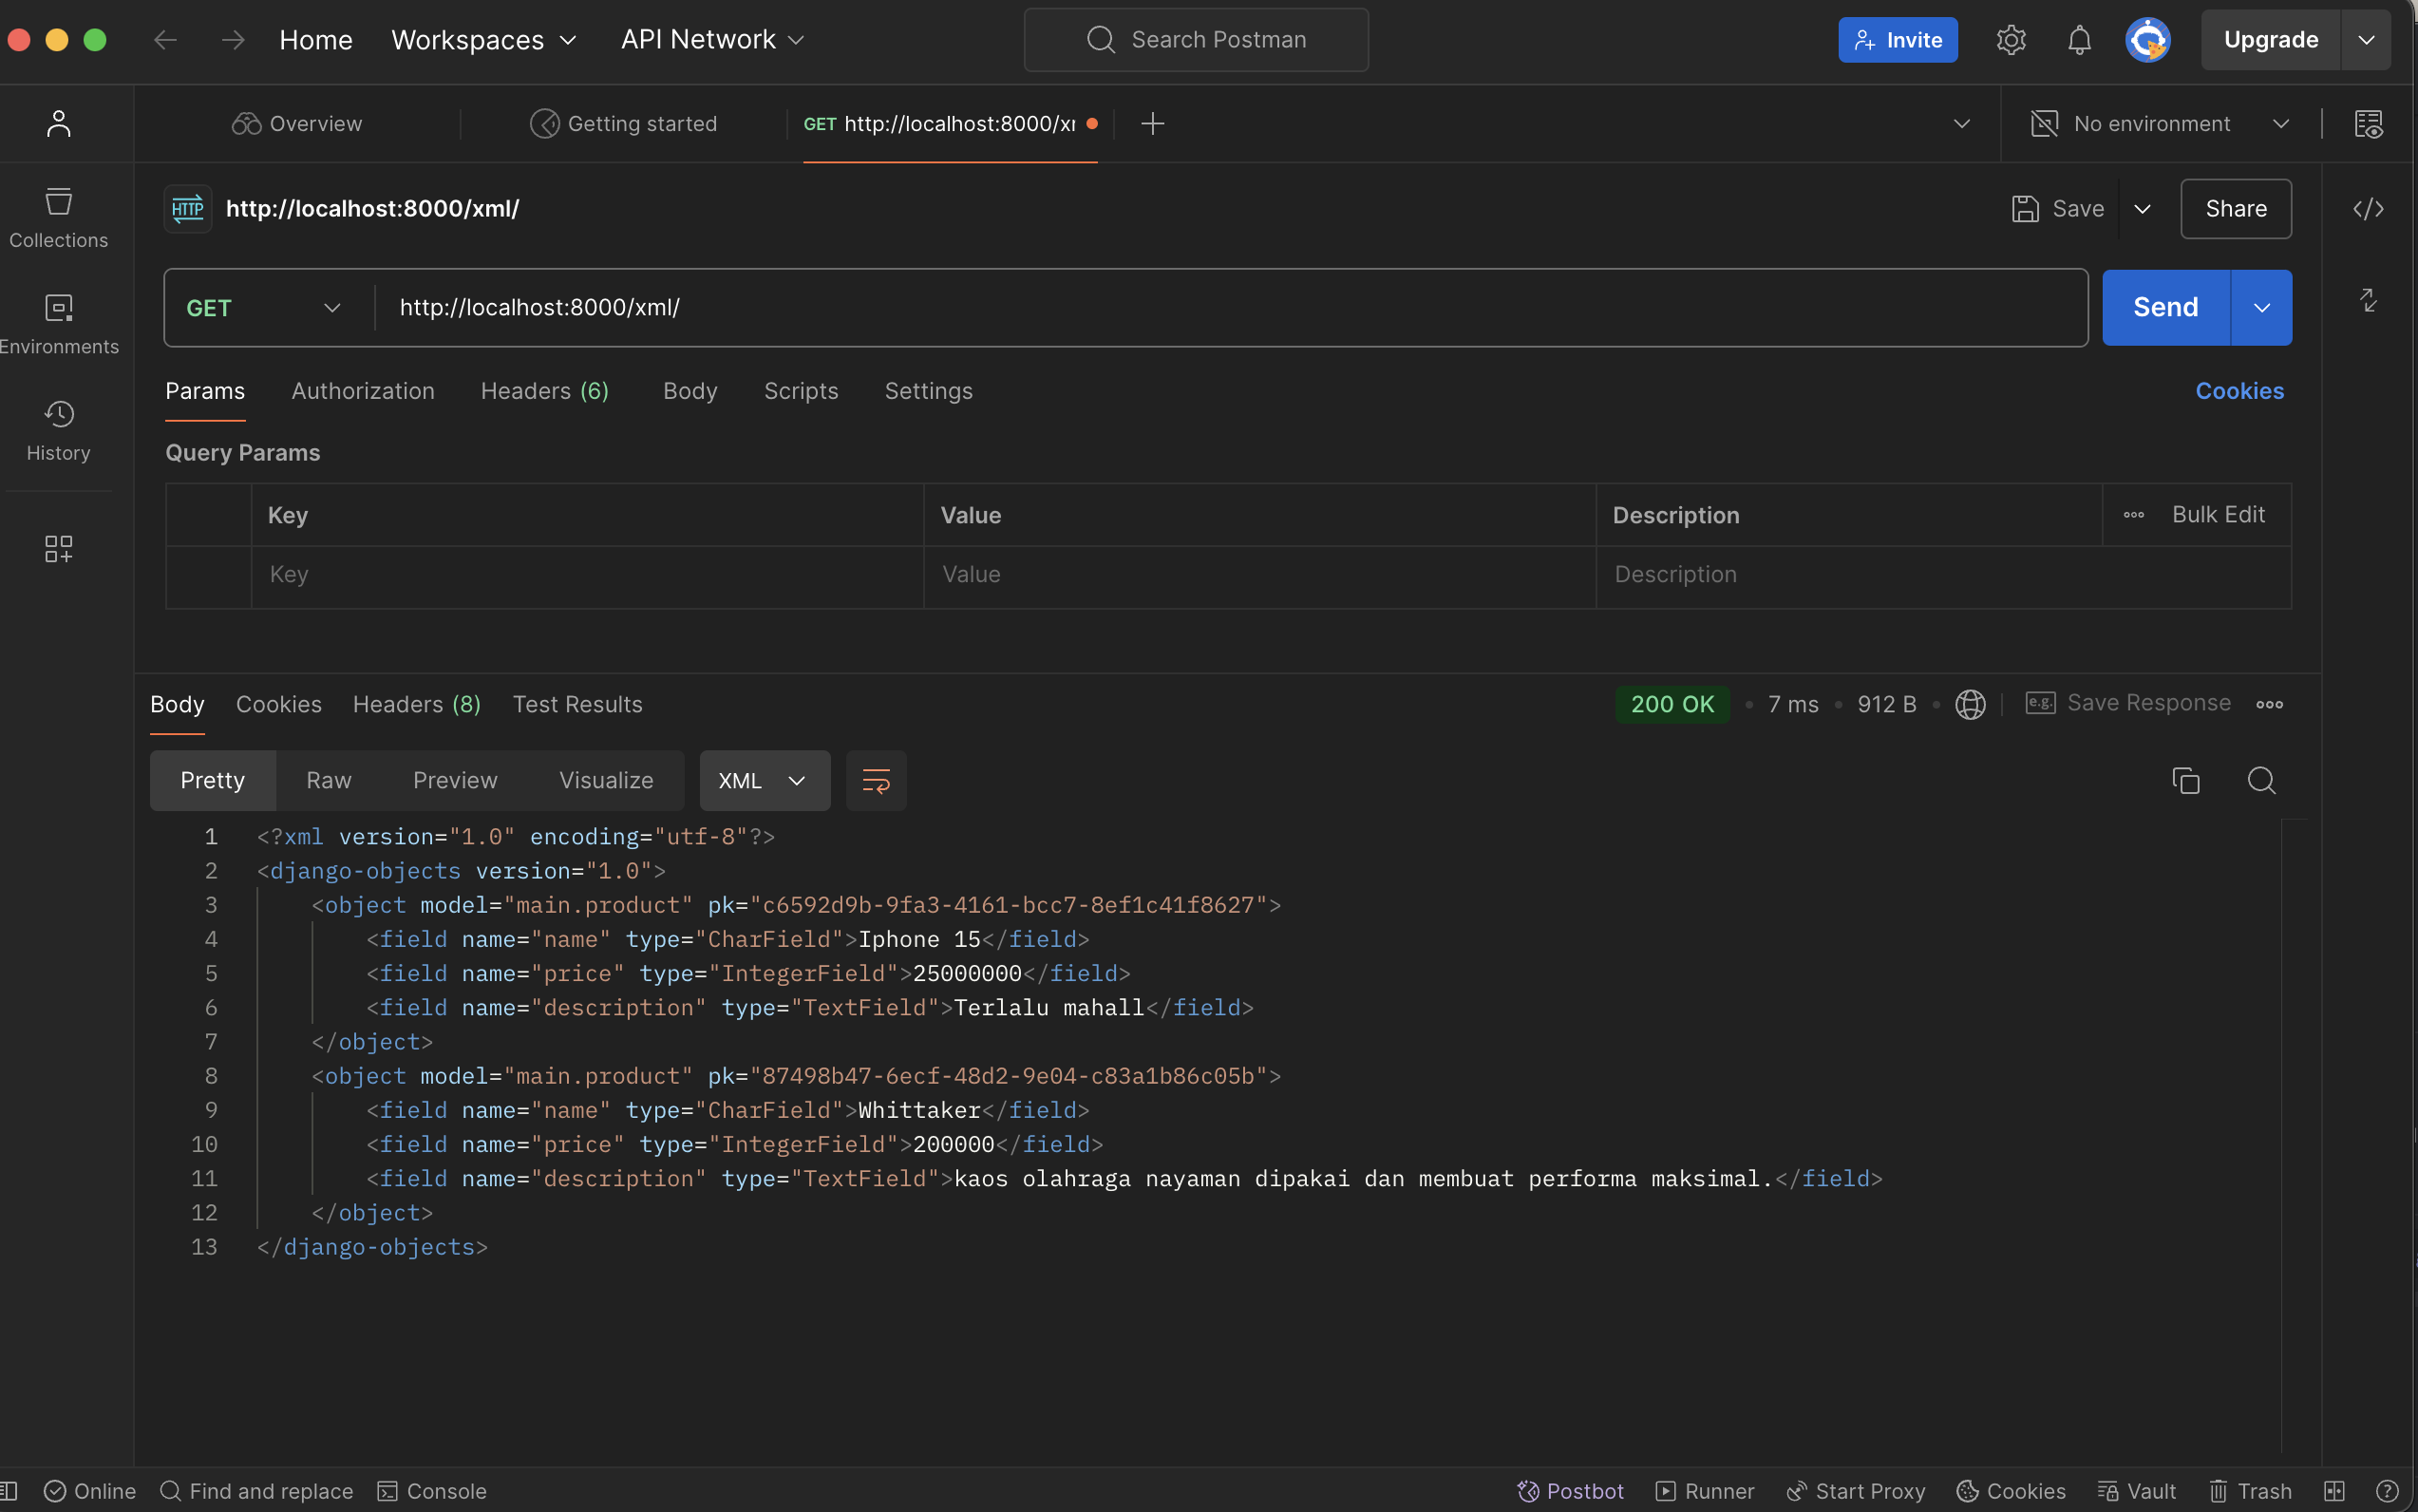 Home Workspaces API Network Search Postman Invite Upgrade
Overview Getting started GET http://localhost:8000/xr No environment
HTTP http://localhost:8000/xml/ Save Share
Collections
GET http://localhost:8000/xml/ Send
Environments
Params Authorization Headers (6) Body Scripts Settings Cookies
History
Query Params
Key Value Description Bulk Edit
Key Value Description
Body Cookies Headers (8) Test Results 200 OK • 7 ms • 912 B • e.g. Save Response
Pretty Raw Preview Visualize XML
1 <?xml version="1.0" encoding="utf-8"?>
2 <django-objects version="1.0">
3 <object model="main.product" pk="c6592d9b-9fa3-4161-bcc7-8ef1c41f8627">
4 <field name="name" type="CharField">Iphone 15</field>
5 <field name="price" type="IntegerField">25000000</field>
6 <field name="description" type="TextField">Terlalu mahall</field>
7 </object>
8 <object model="main.product" pk="87498b47-6ecf-48d2-9e04-c83a1b86c05b">
9 <field name="name" type="CharField">Whittaker</field>
10 <field name="price" type="IntegerField">200000</field>
11 <field name="description" type="TextField">kaos olahraga nayaman dipakai dan membuat performa maksimal.</field>
12 </object>
13 </django-objects>
Online Find and replace Console Postbot Runner Start Proxy Cookies Vault Trash